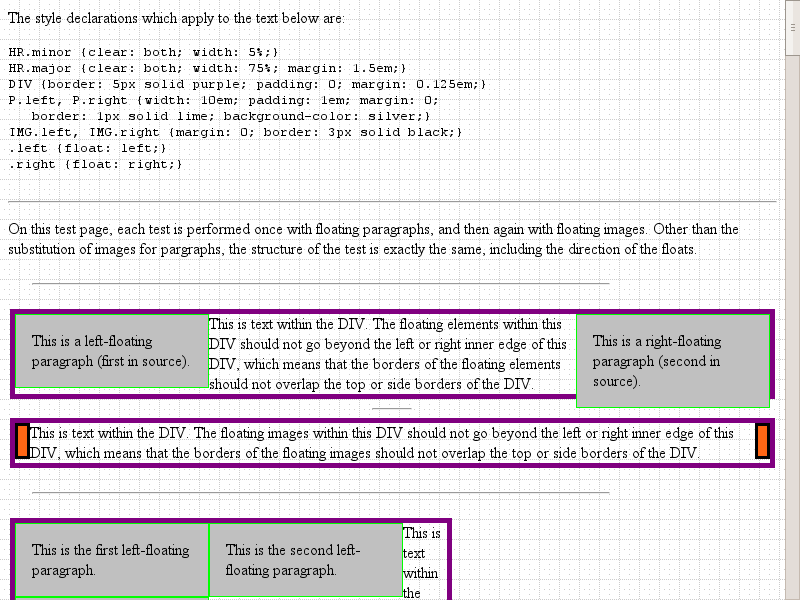 The style declarations which apply to the text below are:
HR.minor {clear: both; width: 5%;}
HR.major {clear: both; width: 75%; margin: 1.5em;}
DIV {border: 5px solid purple; padding: 0; margin: 0.125em;}
P.left, P.right {width: 10em; padding: 1em; margin: 0;
border: 1px solid lime; background-color: silver;}
IMG.left, IMG.right {margin: 0; border: 3px solid black;}
.left {float: left;}
.right {float: right;}
On this test page, each test is performed once with floating paragraphs, and then again with floating images. Other than the
substitution of images for pargraphs, the structure of the test is exactly the same, including the direction of the floats.
This is a left-floating
paragraph (first in source).
This is text within the DIV. The floating elements within this
DIV should not go beyond the left or right inner edge of this
DIV, which means that the borders of the floating elements
should not overlap the top or side borders of the DIV.
This is a right-floating
paragraph (second in
source).
This is text within the DIV. The floating images within this DIV should not go beyond the left or right inner edge of this
DIV, which means that the borders of the floating images should not overlap the top or side borders of the DIV.
This is the first left-floating
paragraph.
This is the second left-
floating paragraph.
This is
text
within
the